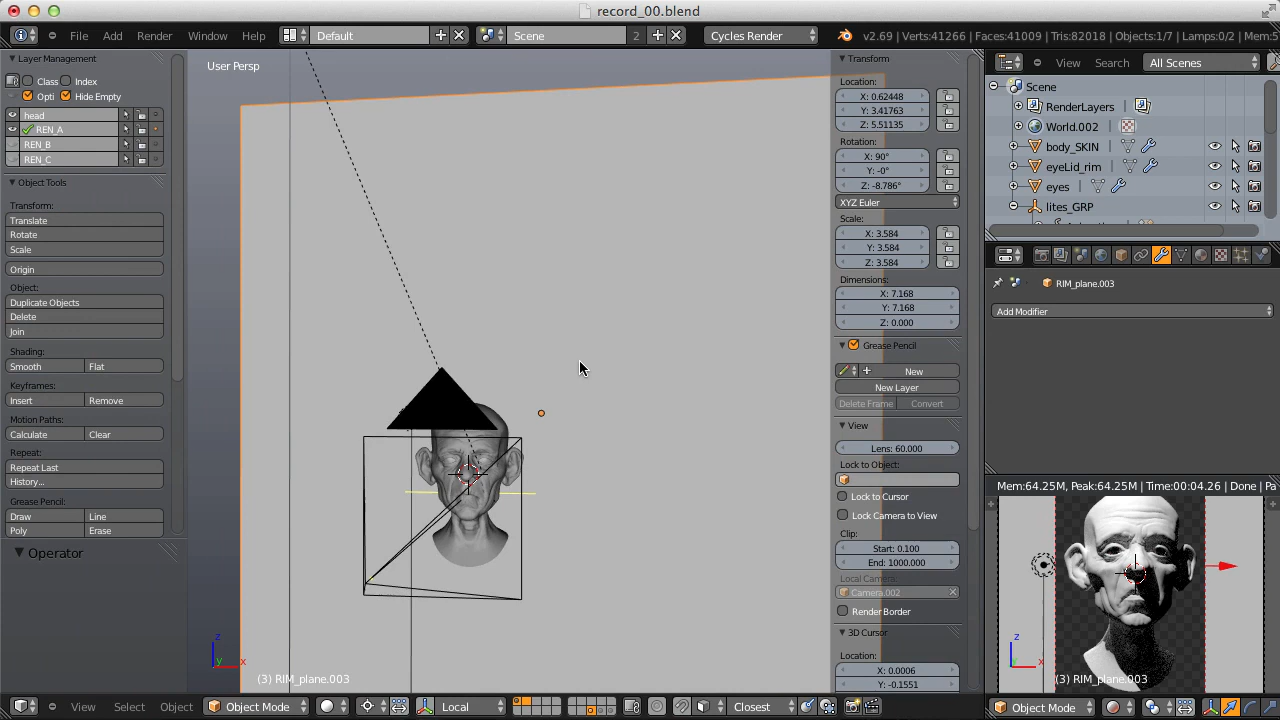 record_00.blend
File Add Render Window Help Default Scene 2 Cycles Render v2.69 | Verts:41266 | Faces:41009 | Tris:82018 | Objects:1/7 | Lamps:0/2 | Mem:5
Layer Management
Class Index
Opti Hide Empty
head
REN_A
REN_B
REN_C
Object Tools
Transform:
Translate
Rotate
Scale
Origin
Object:
Duplicate Objects
Delete
Join
Shading:
Smooth Flat
Keyframes:
Insert Remove
Motion Paths:
Calculate Clear
Repeat:
Repeat Last
History...
Grease Pencil:
Draw Line
Poly Erase
Operator
User Persp
z
y x
(3) RIM_plane.003
Transform
Location:
X: 0.62448
Y: 3.41763
Z: 5.51135
Rotation:
X: 90°
Y: -0°
Z: -8.786°
XYZ Euler
Scale:
X: 3.584
Y: 3.584
Z: 3.584
Dimensions:
X: 7.168
Y: 7.168
Z: 0.000
Grease Pencil
New
New Layer
Delete Frame Convert
View
Lens: 60.000
Lock to Object:
Lock to Cursor
Lock Camera to View
Clip:
Start: 0.100
End: 1000.000
Local Camera:
Camera.002
Render Border
3D Cursor
Location:
X: 0.0006
Y: -0.1551
View Search All Scenes
Scene
RenderLayers
World.002
body_SKIN
eyeLid_rim
eyes
lites_GRP
RIM_plane.003
Add Modifier
Mem:64.25M, Peak:64.25M | Time:00:04.26 | Done | Pa
z
y x
(3) RIM_plane.003
View Select Object Object Mode Local Closest Object Mode